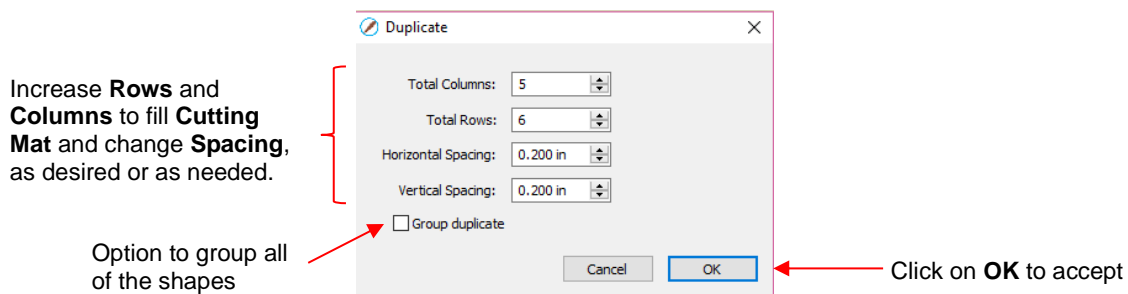 Duplicate
Increase Rows and
Columns to fill Cutting
Mat and change Spacing,
as desired or as needed.
Total Columns: 5
Total Rows: 6
Horizontal Spacing: 0.200 in
Vertical Spacing: 0.200 in
Group duplicate
Option to group all
of the shapes
Cancel OK
Click on OK to accept